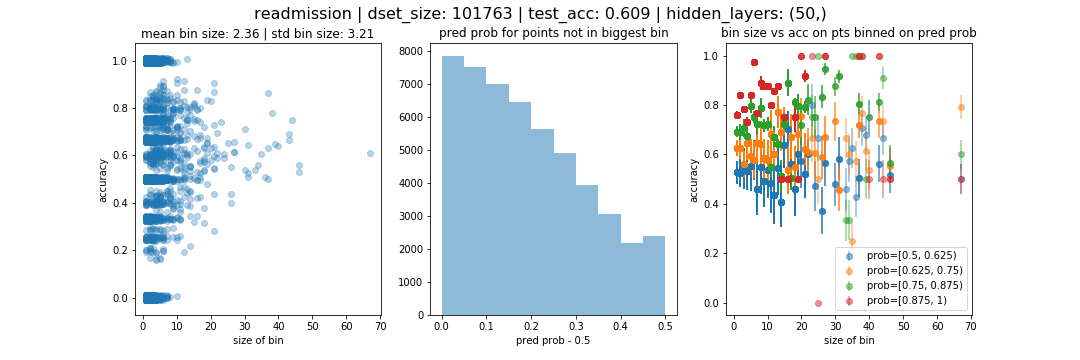 readmission | dset_size: 101763 | test_acc: 0.609 | hidden_layers: (50,)
mean bin size: 2.36 | std bin size: 3.21
1.0
0.8
0.6
0.4
0.2
0.0
accuracy
0 10 20 30 40 50 60 70
size of bin
pred prob for points not in biggest bin
8000
7000
6000
5000
4000
3000
2000
1000
0
0.0 0.1 0.2 0.3 0.4 0.5
pred prob - 0.5
bin size vs acc on pts binned on pred prob
1.0
0.8
0.6
0.4
0.2
0.0
accuracy
prob=[0.5, 0.625)
prob=[0.625, 0.75)
prob=[0.75, 0.875)
prob=[0.875, 1)
0 10 20 30 40 50 60 70
size of bin